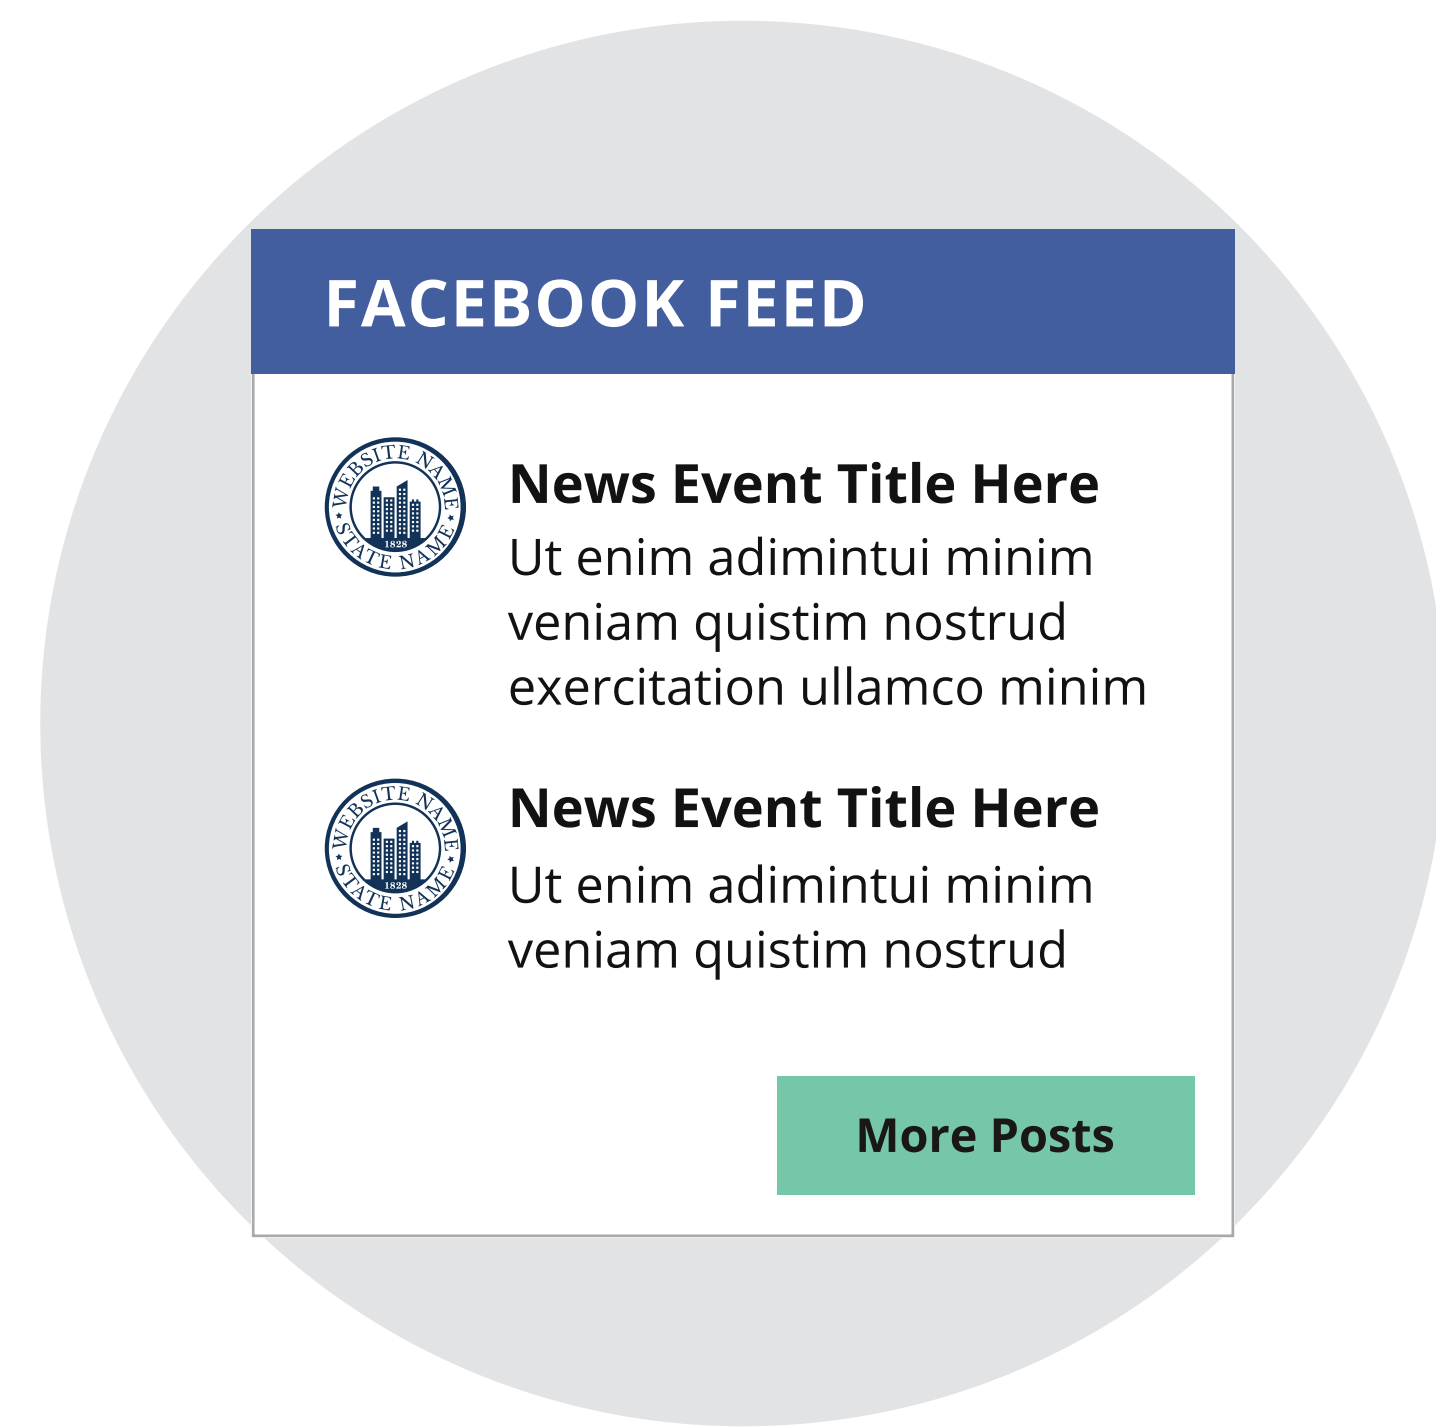 FACEBOOK FEED
WEBSITE NAME
1828
STATE NAME
News Event Title Here
Ut enim adimintui minim
veniam quistim nostrud
exercitation ullamco minim
WEBSITE NAME
1828
STATE NAME
News Event Title Here
Ut enim adimintui minim
veniam quistim nostrud
More Posts